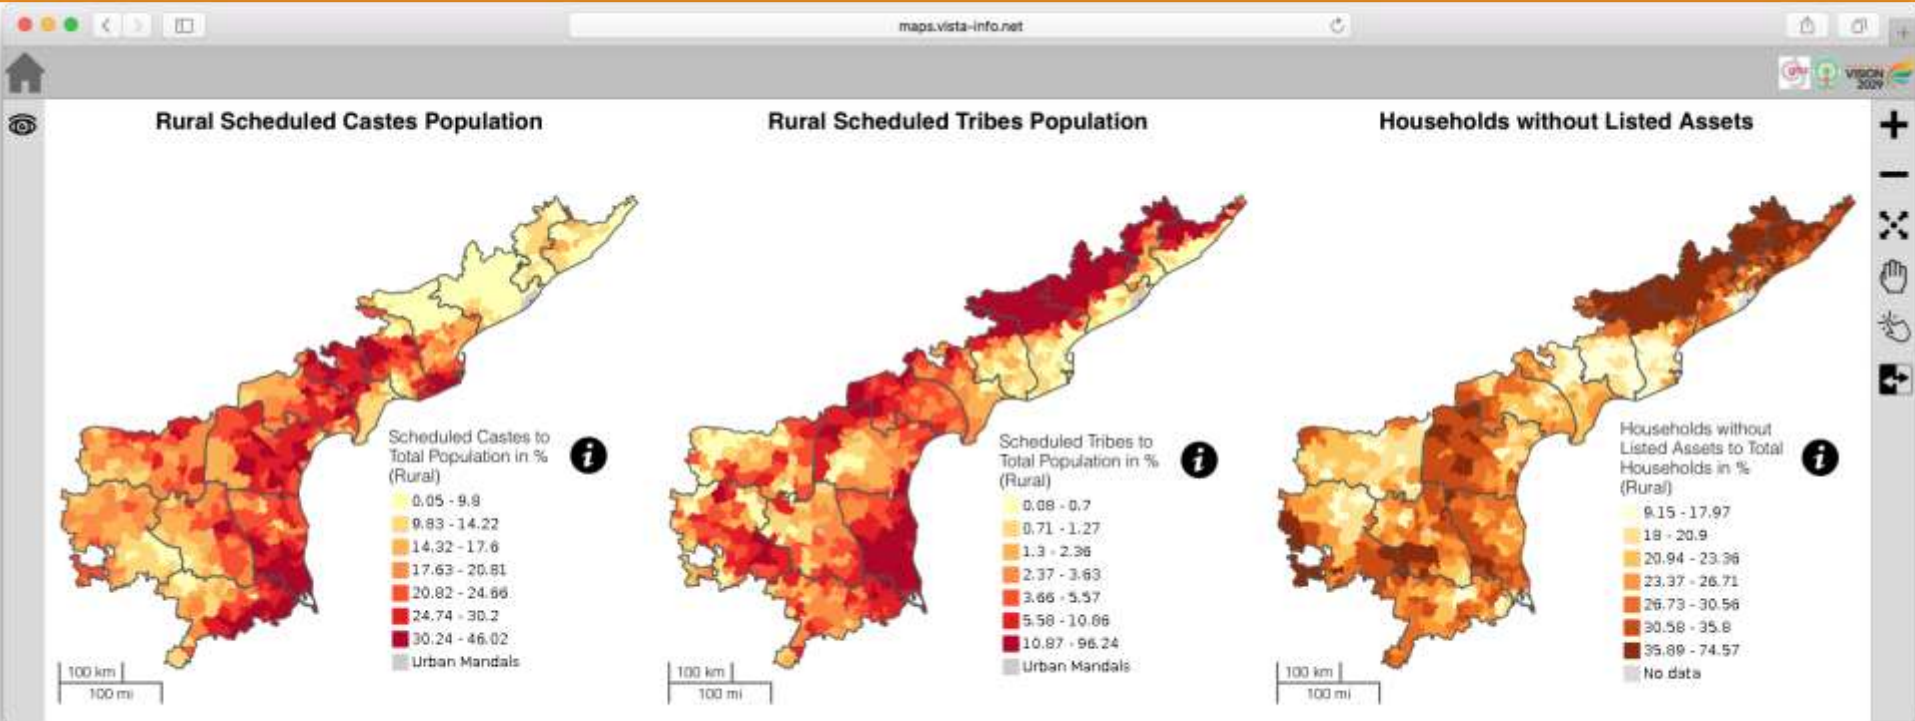 maps.vista-info.net
VISION
2029
Rural Scheduled Castes Population
Rural Scheduled Tribes Population
Households without Listed Assets
Scheduled Castes to
Total Population in %
(Rural)
0.05 - 9.8
9.83 - 14.22
14.32 - 17.6
17.63 - 20.81
20.82 - 24.66
24.74 - 30.2
30.24 - 46.02
Urban Mandals
100 km
100 mi
Scheduled Tribes to
Total Population in %
(Rural)
0.08 - 0.7
0.71 - 1.27
1.3 - 2.36
2.37 - 3.63
3.66 - 5.57
5.58 - 10.86
10.87 - 96.24
Urban Mandals
100 km
100 mi
Households without
Listed Assets to Total
Households in %
(Rural)
9.15 - 17.97
18 - 20.9
20.94 - 23.36
23.37 - 26.71
26.73 - 30.56
30.58 - 35.8
35.89 - 74.57
No data
100 km
100 mi